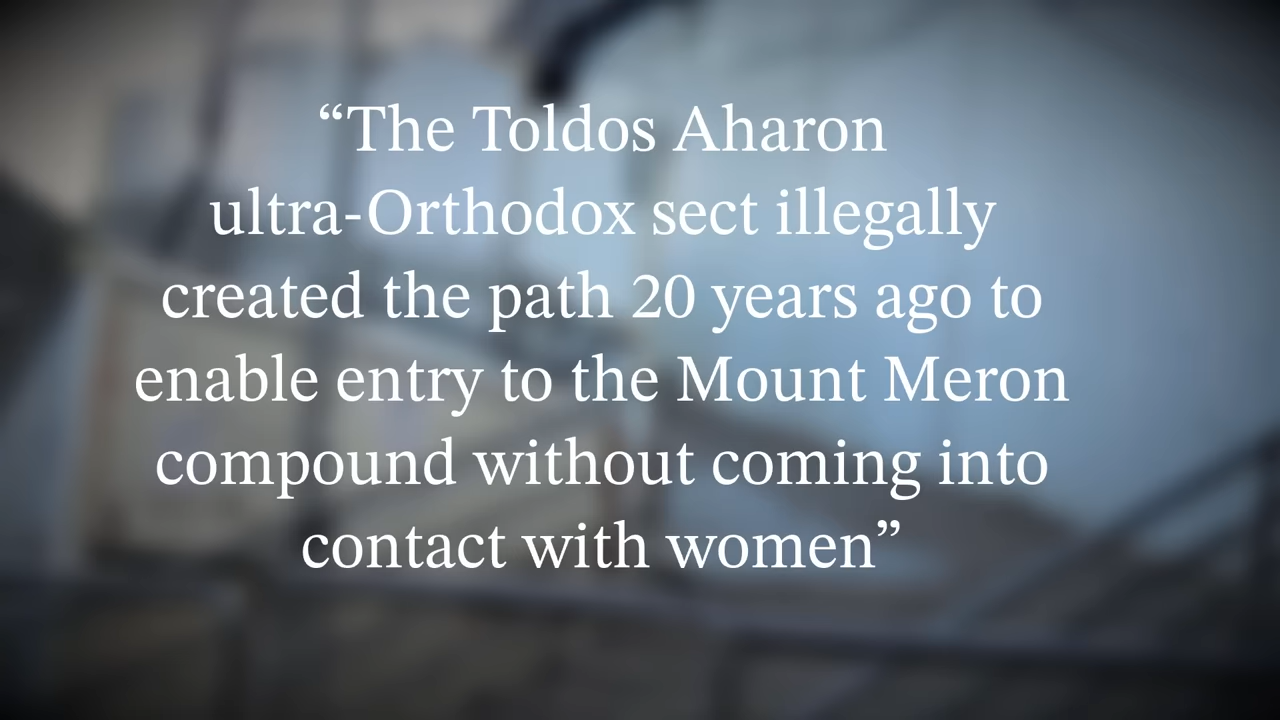 “The Toldos Aharon
ultra-Orthodox sect illegally
created the path 20 years ago to
enable entry to the Mount Meron
compound without coming into
contact with women”